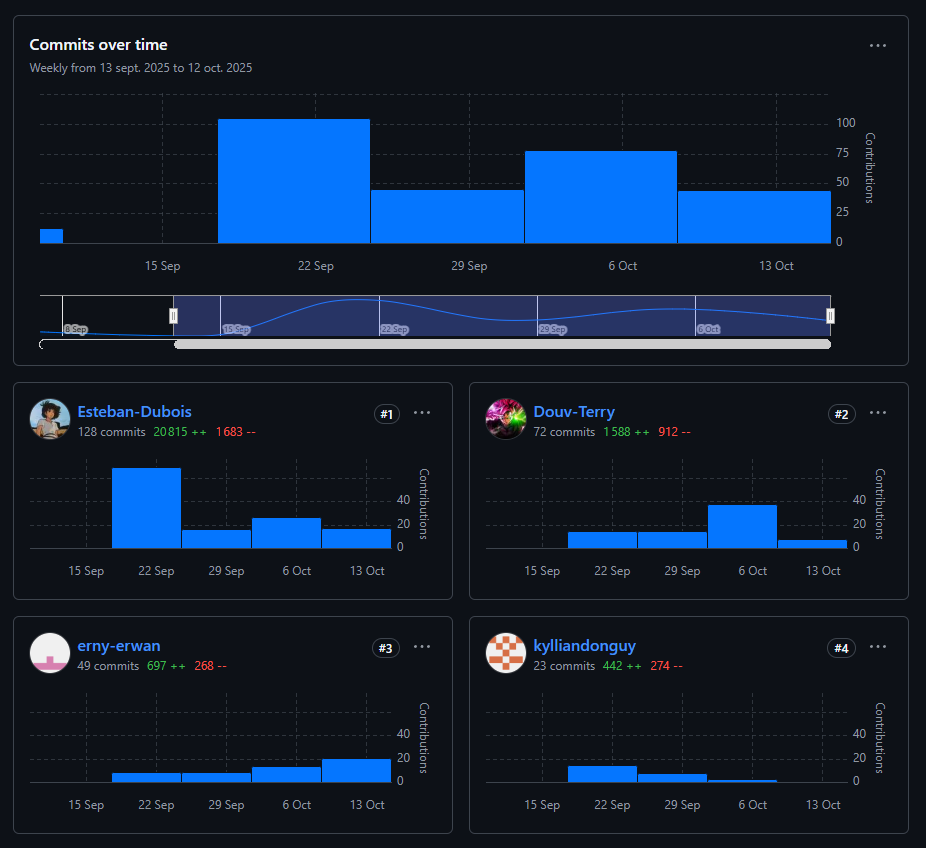 Commits over time
Weekly from 13 sept. 2025 to 12 oct. 2025
100
75
50
25
0
Contributions
15 Sep
22 Sep
29 Sep
6 Oct
13 Oct
8 Sep
15 Sep
22 Sep
29 Sep
6 Oct
Esteban-Dubois
#1
128 commits 20 815 ++ 1 683 --
40
20
0
Contributions
15 Sep
22 Sep
29 Sep
6 Oct
13 Oct
Douv-Terry
#2
72 commits 1 588 ++ 912 --
40
20
0
Contributions
15 Sep
22 Sep
29 Sep
6 Oct
13 Oct
erny-erwan
#3
49 commits 697 ++ 268 --
40
20
0
Contributions
15 Sep
22 Sep
29 Sep
6 Oct
13 Oct
kylliandonguy
#4
23 commits 442 ++ 274 --
40
20
0
Contributions
15 Sep
22 Sep
29 Sep
6 Oct
13 Oct